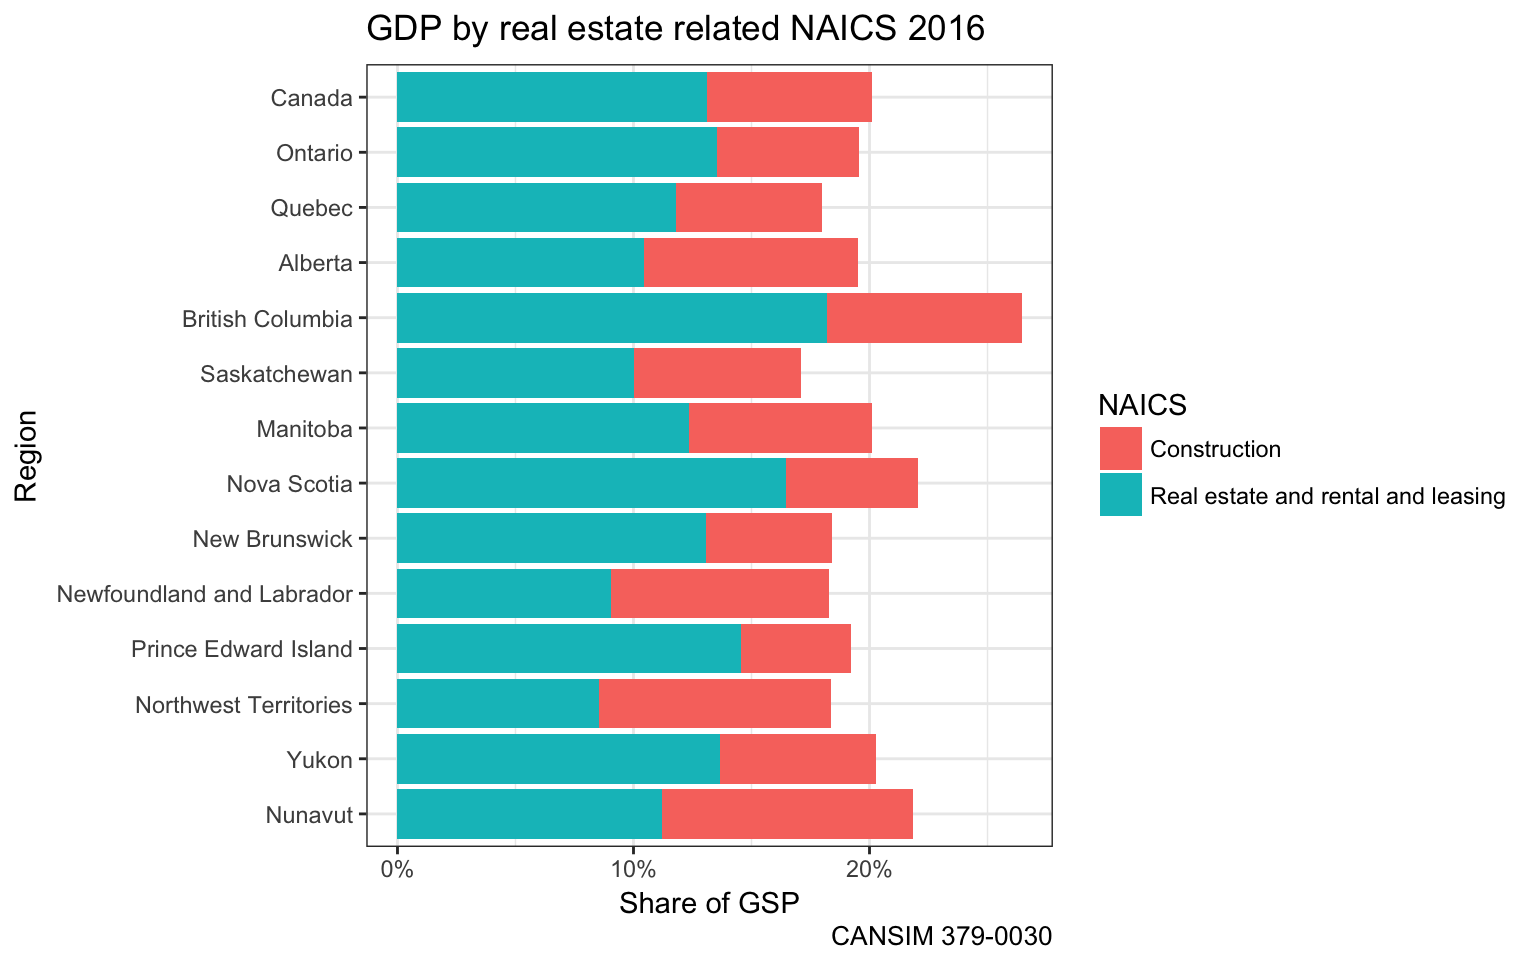 GDP by real estate related NAICS 2016
Region
Canada
Ontario
Quebec
Alberta
British Columbia
Saskatchewan
Manitoba
Nova Scotia
New Brunswick
Newfoundland and Labrador
Prince Edward Island
Northwest Territories
Yukon
Nunavut
0% 10% 20%
Share of GSP
CANSIM 379-0030
NAICS
Construction
Real estate and rental and leasing